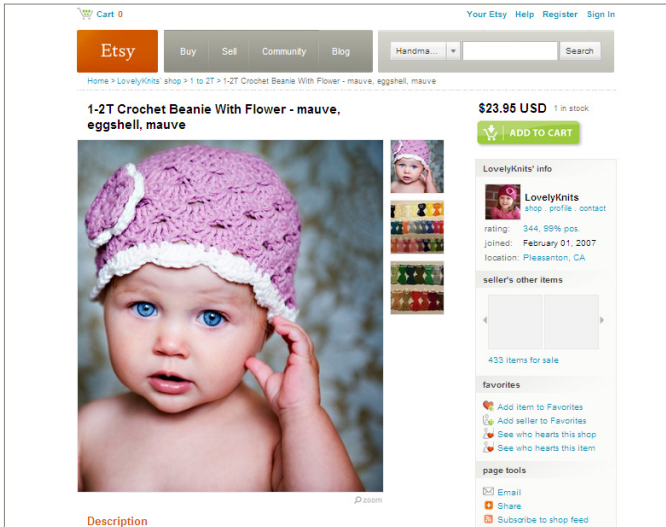 Cart 0
Your Etsy Help Register Sign In
Etsy
Buy Sell Community Blog
Handma... Search
Home > LovelyKnits' shop > 1 to 2T > 1-2T Crochet Beanie With Flower - mauve, eggshell, mauve
1-2T Crochet Beanie With Flower - mauve,
eggshell, mauve
$23.95 USD 1 in stock
ADD TO CART
LovelyKnits' info
LovelyKnits
shop . profile . contact
rating: 344, 99% pos.
joined: February 01, 2007
location: Pleasanton, CA
seller's other items
433 items for sale
favorites
Add item to Favorites
Add seller to Favorites
See who hearts this shop
See who hearts this item
page tools
Email
Share
Subscribe to shop feed
zoom
Description